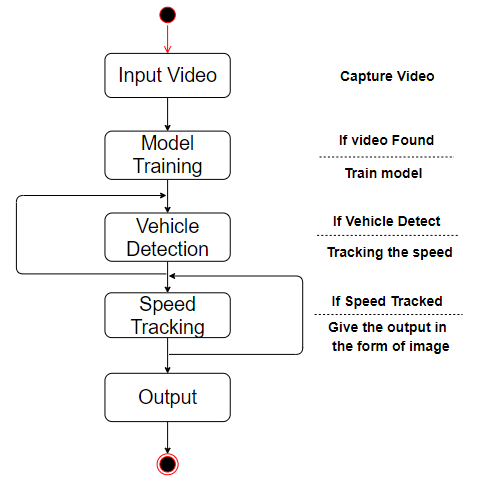 Input Video
Capture Video
Model
Training
If video Found
Train model
Vehicle
Detection
If Vehicle Detect
Tracking the speed
Speed
Tracking
If Speed Tracked
Give the output in
the form of image
Output